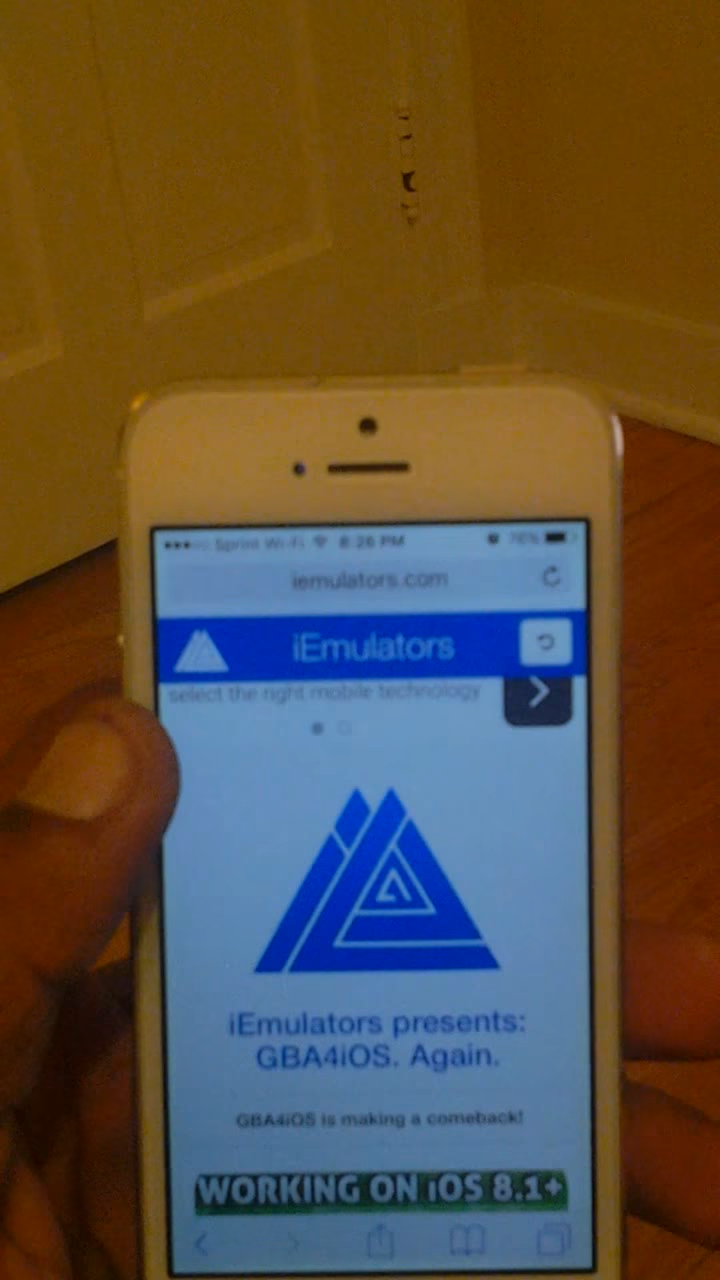 Sprint Wi-Fi 8:26 PM 76%
iemulators.com
iEmulators
select the right mobile technology
iEmulators presents:
GBA4iOS. Again.
GBA4iOS is making a comeback!
WORKING ON iOS 8.1+